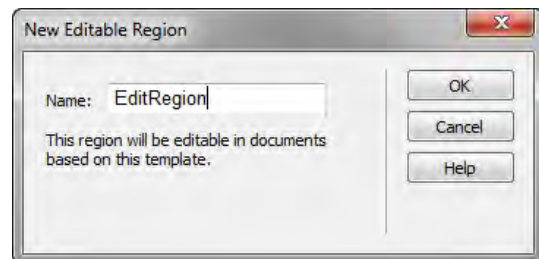 New Editable Region
Name: EditRegion
This region will be editable in documents
based on this template.
OK
Cancel
Help